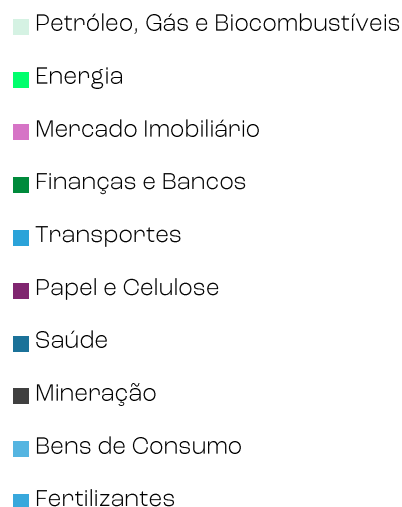 Petróleo, Gás e Biocombustíveis
Energia
Mercado Imobiliário
Finanças e Bancos
Transportes
Papel e Celulose
Saúde
Mineração
Bens de Consumo
Fertilizantes